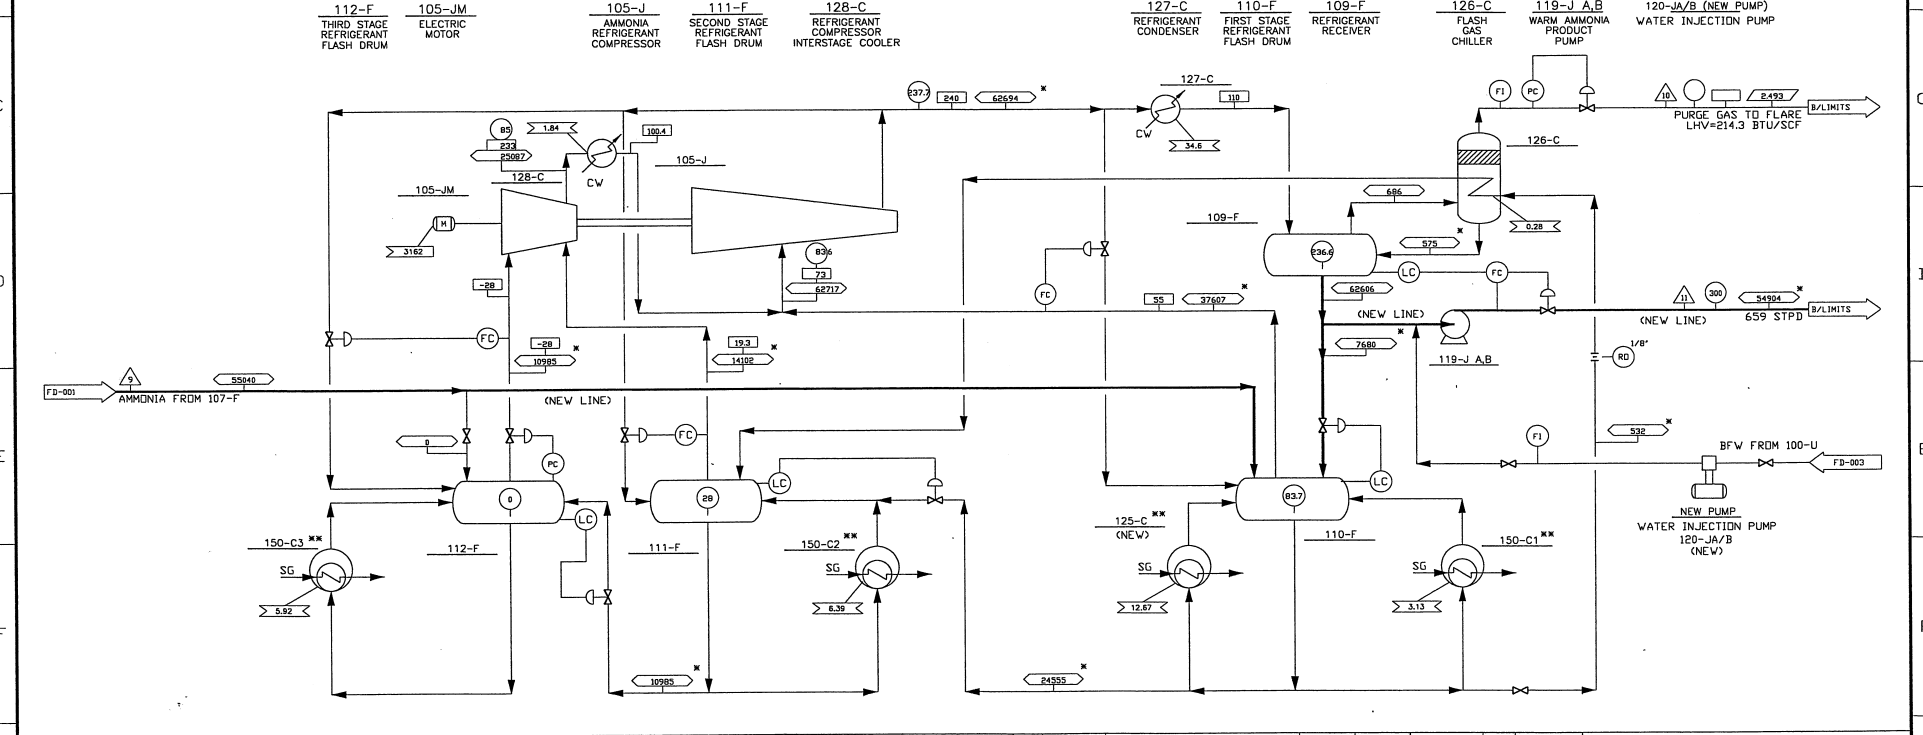 112-F
THIRD STAGE
REFRIGERANT
FLASH DRUM
105-JM
ELECTRIC
MOTOR
105-J
AMMONIA
REFRIGERANT
COMPRESSOR
111-F
SECOND STAGE
REFRIGERANT
FLASH DRUM
128-C
REFRIGERANT
COMPRESSOR
INTERSTAGE COOLER
127-C
REFRIGERANT
CONDENSER
110-F
FIRST STAGE
REFRIGERANT
FLASH DRUM
109-F
REFRIGERANT
RECEIVER
126-C
FLASH
GAS
CHILLER
119-J A,B
WARM AMMONIA
PRODUCT
PUMP
120-JA/B (NEW PUMP)
WATER INJECTION PUMP
237.7
240
62694 *
127-C
110
CW
34.6
FI
PC
10
2.493
B/LIMITS
PURGE GAS TO FLARE
LHV=214.3 BTU/SCF
85
233
25087
1.84
100.4
CW
105-J
128-C
105-JM
M
3162
126-C
686
0.28
109-F
236.6
575 *
83.6
73
62717
-28
FC
LC
FC
55
37607 *
62606
(NEW LINE)
11
300
54904 *
B/LIMITS
(NEW LINE)
659 STPD
FC
-28
10985 *
19.3
14102 *
7680 *
119-J A,B
RO
1/8"
FD-001
9
55040
AMMONIA FROM 107-F
(NEW LINE)
0
PC
FC
LC
LC
FI
532 *
BFW FROM 100-U
FD-003
0
28
83.7
LC
NEW PUMP
WATER INJECTION PUMP
120-JA/B
(NEW)
150-C3 **
112-F
111-F
150-C2 **
125-C **
(NEW)
110-F
150-C1 **
SG
SG
SG
SG
5.92
6.39
12.67
3.13
10985 *
24555 *